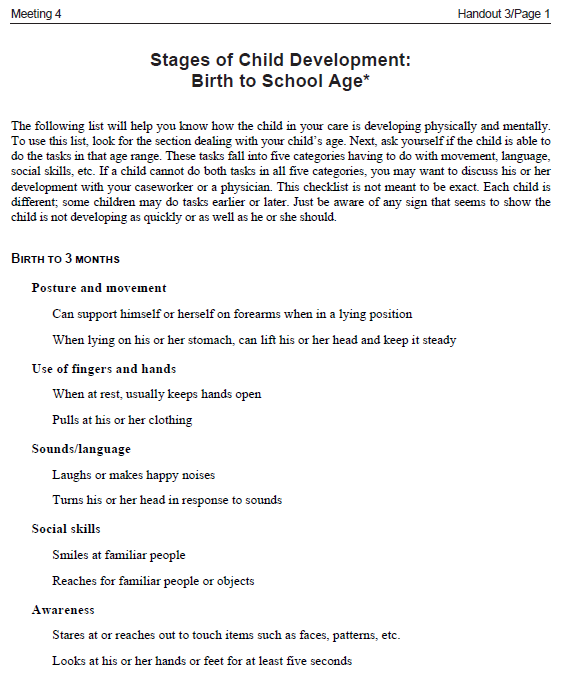 Meeting 4
Handout 3/Page 1
Stages of Child Development:
Birth to School Age*
The following list will help you know how the child in your care is developing physically and mentally.
To use this list, look for the section dealing with your child's age. Next, ask yourself if the child is able to
do the tasks in that age range. These tasks fall into five categories having to do with movement, language,
social skills, etc. If a child cannot do both tasks in all five categories, you may want to discuss his or her
development with your caseworker or a physician. This checklist is not meant to be exact. Each child is
different; some children may do tasks earlier or later. Just be aware of any sign that seems to show the
child is not developing as quickly or as well as he or she should.
BIRTH TO 3 MONTHS
Posture and movement
Can support himself or herself on forearms when in a lying position
When lying on his or her stomach, can lift his or her head and keep it steady
Use of fingers and hands
When at rest, usually keeps hands open
Pulls at his or her clothing
Sounds/language
Laughs or makes happy noises
Turns his or her head in response to sounds
Social skills
Smiles at familiar people
Reaches for familiar people or objects
Awareness
Stares at or reaches out to touch items such as faces, patterns, etc.
Looks at his or her hands or feet for at least five seconds